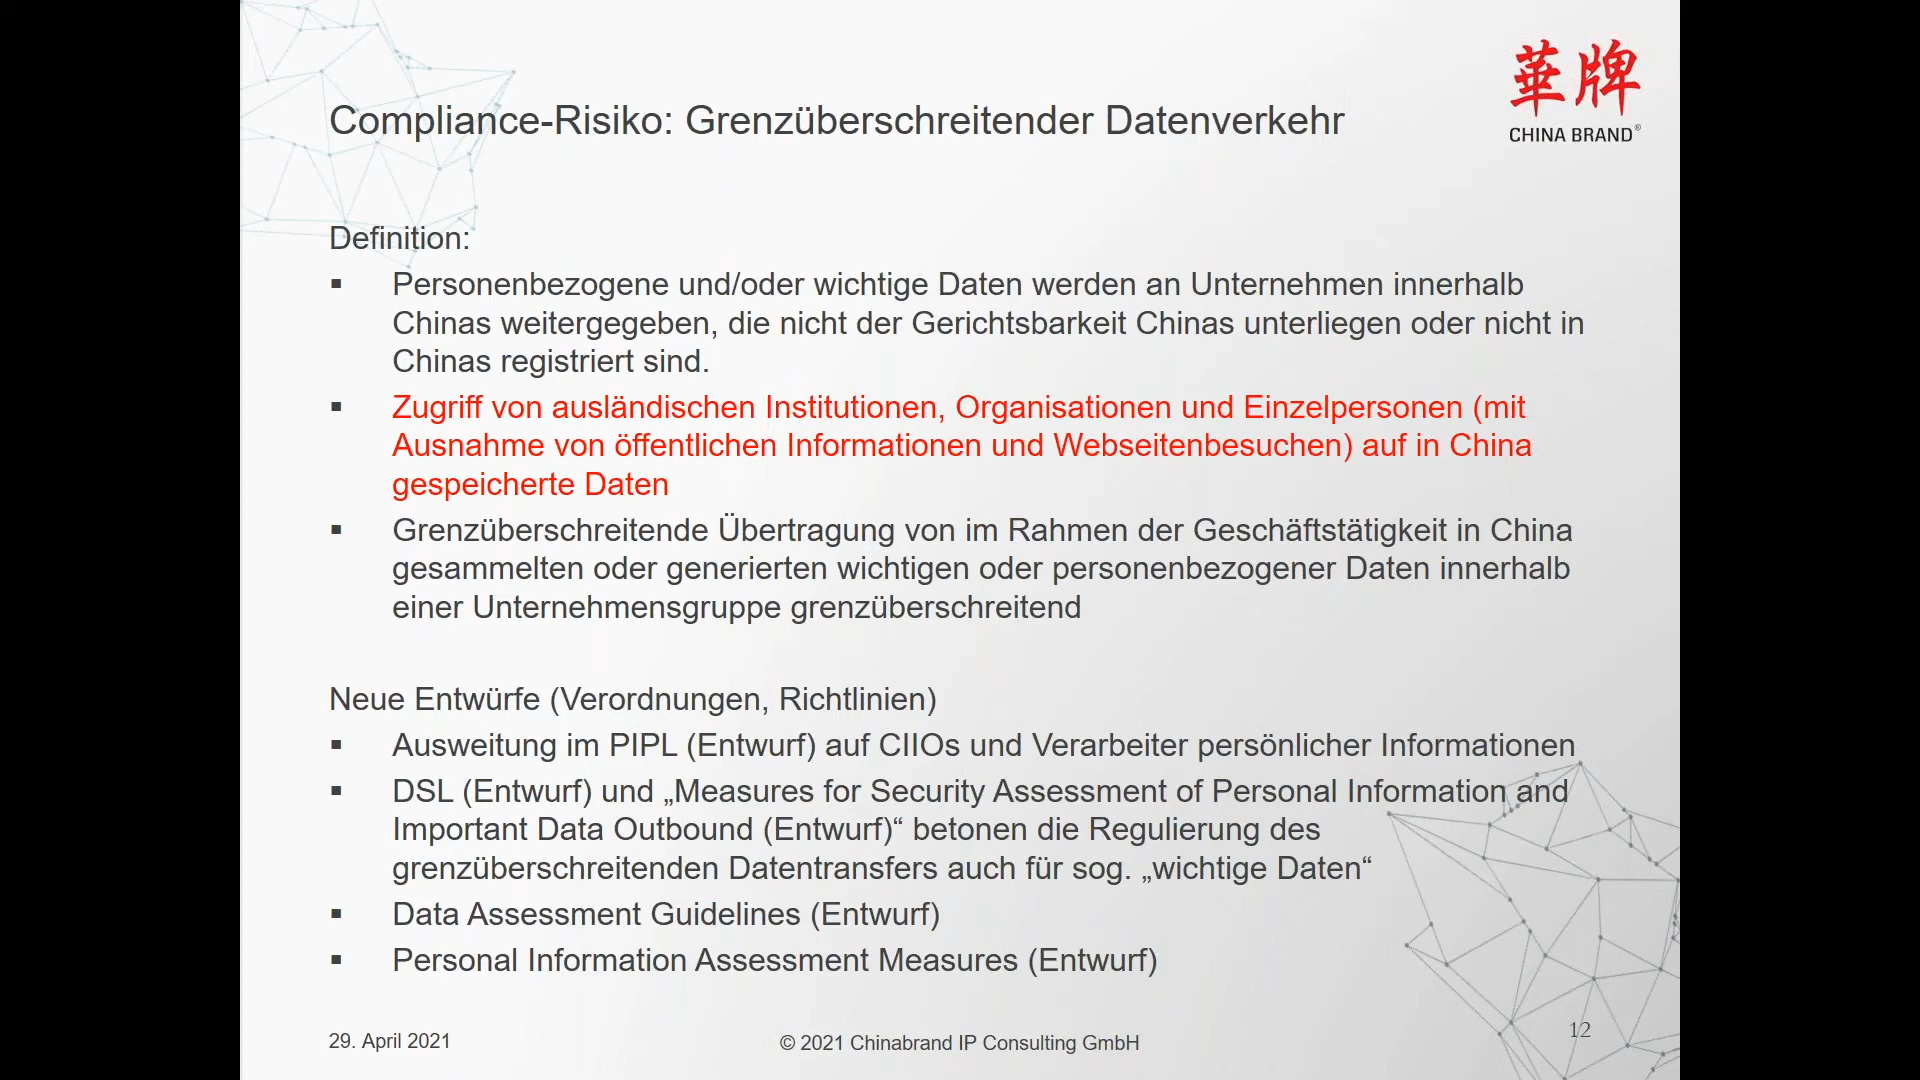 華牌
CHINA BRAND®
Compliance-Risiko: Grenzüberschreitender Datenverkehr
Definition:
▪ Personenbezogene und/oder wichtige Daten werden an Unternehmen innerhalb
Chinas weitergegeben, die nicht der Gerichtsbarkeit Chinas unterliegen oder nicht in
Chinas registriert sind.
▪ Zugriff von ausländischen Institutionen, Organisationen und Einzelpersonen (mit
Ausnahme von öffentlichen Informationen und Webseitenbesuchen) auf in China
gespeicherte Daten
▪ Grenzüberschreitende Übertragung von im Rahmen der Geschäftstätigkeit in China
gesammelten oder generierten wichtigen oder personenbezogener Daten innerhalb
einer Unternehmensgruppe grenzüberschreitend
Neue Entwürfe (Verordnungen, Richtlinien)
▪ Ausweitung im PIPL (Entwurf) auf CIIOs und Verarbeiter persönlicher Informationen
▪ DSL (Entwurf) und „Measures for Security Assessment of Personal Information and
Important Data Outbound (Entwurf)“ betonen die Regulierung des
grenzüberschreitenden Datentransfers auch für sog. „wichtige Daten“
▪ Data Assessment Guidelines (Entwurf)
▪ Personal Information Assessment Measures (Entwurf)
29. April 2021
© 2021 Chinabrand IP Consulting GmbH
12